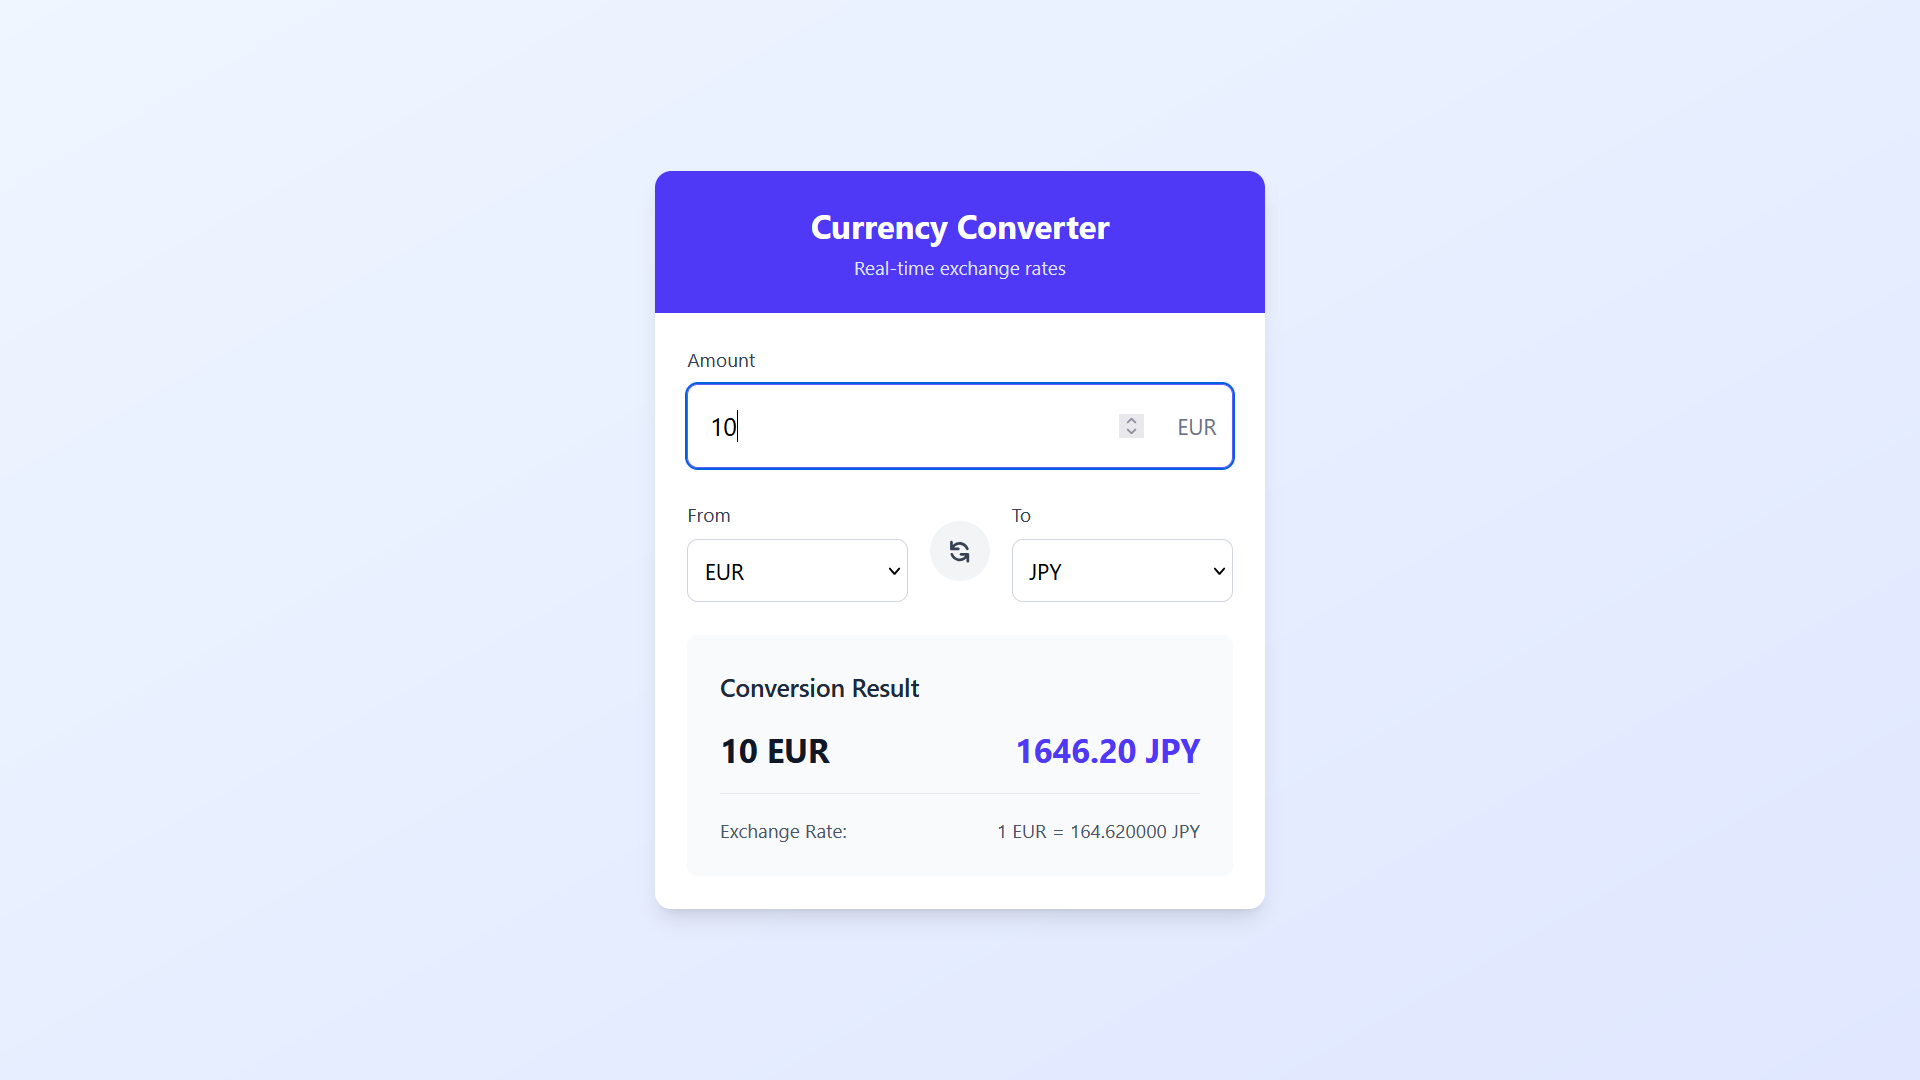 Currency Converter
Real-time exchange rates
Amount
10 EUR
From To
EUR JPY
Conversion Result
10 EUR 1646.20 JPY
Exchange Rate: 1 EUR = 164.620000 JPY